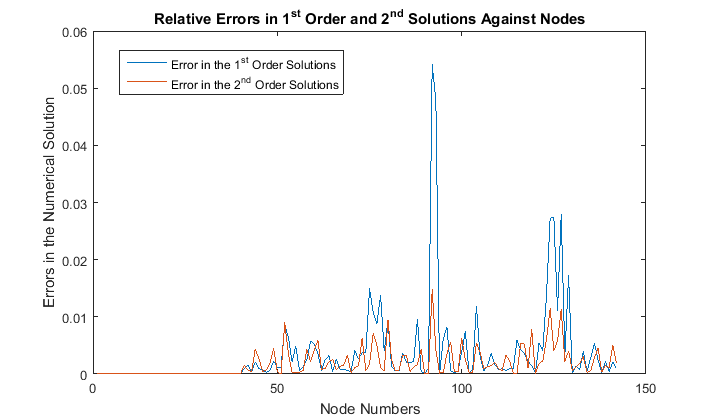 Relative Errors in 1st Order and 2nd Solutions Against Nodes
Error in the 1st Order Solutions
Error in the 2nd Order Solutions
0.06
0.05
0.04
0.03
0.02
0.01
0
Errors in the Numerical Solution
0 50 100 150
Node Numbers